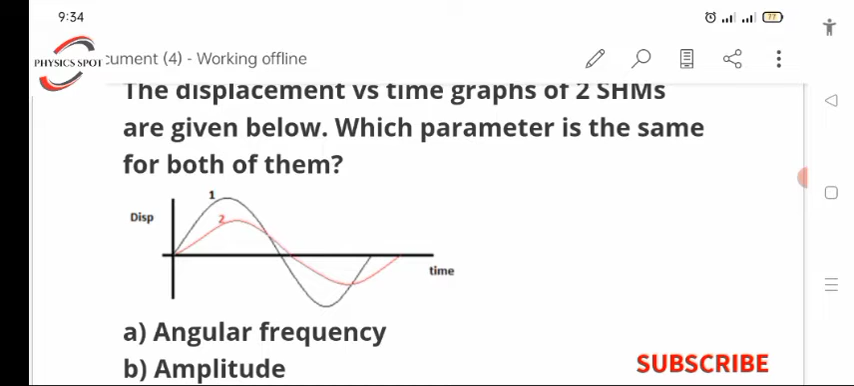 9:34
77
PHYSICS SPOT
cument (4) - Working offline
The displacement vs time graphs of 2 SHMs
are given below. Which parameter is the same
for both of them?
1
2
Disp
time
a) Angular frequency
b) Amplitude
SUBSCRIBE